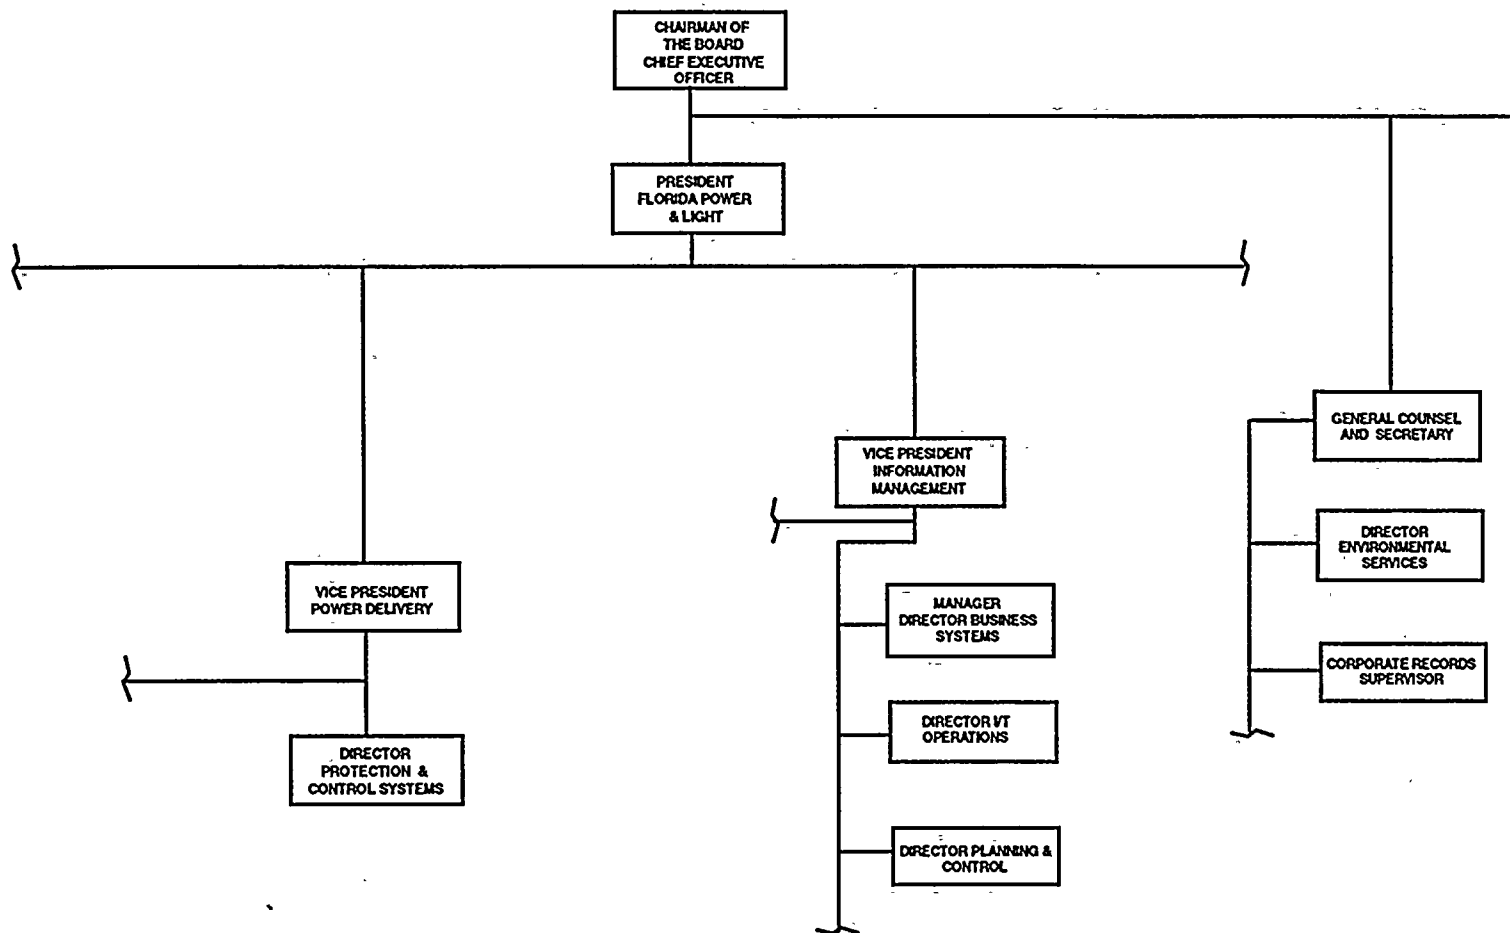 CHAIRMAN OF
THE BOARD
CHIEF EXECUTIVE
OFFICER
PRESIDENT
FLORIDA POWER
& LIGHT
GENERAL COUNSEL
AND SECRETARY
VICE PRESIDENT
INFORMATION
MANAGEMENT
DIRECTOR
ENVIRONMENTAL
SERVICES
VICE PRESIDENT
POWER DELIVERY
MANAGER
DIRECTOR BUSINESS
SYSTEMS
CORPORATE RECORDS
SUPERVISOR
DIRECTOR I/T
OPERATIONS
DIRECTOR
PROTECTION &
CONTROL SYSTEMS
DIRECTOR PLANNING &
CONTROL